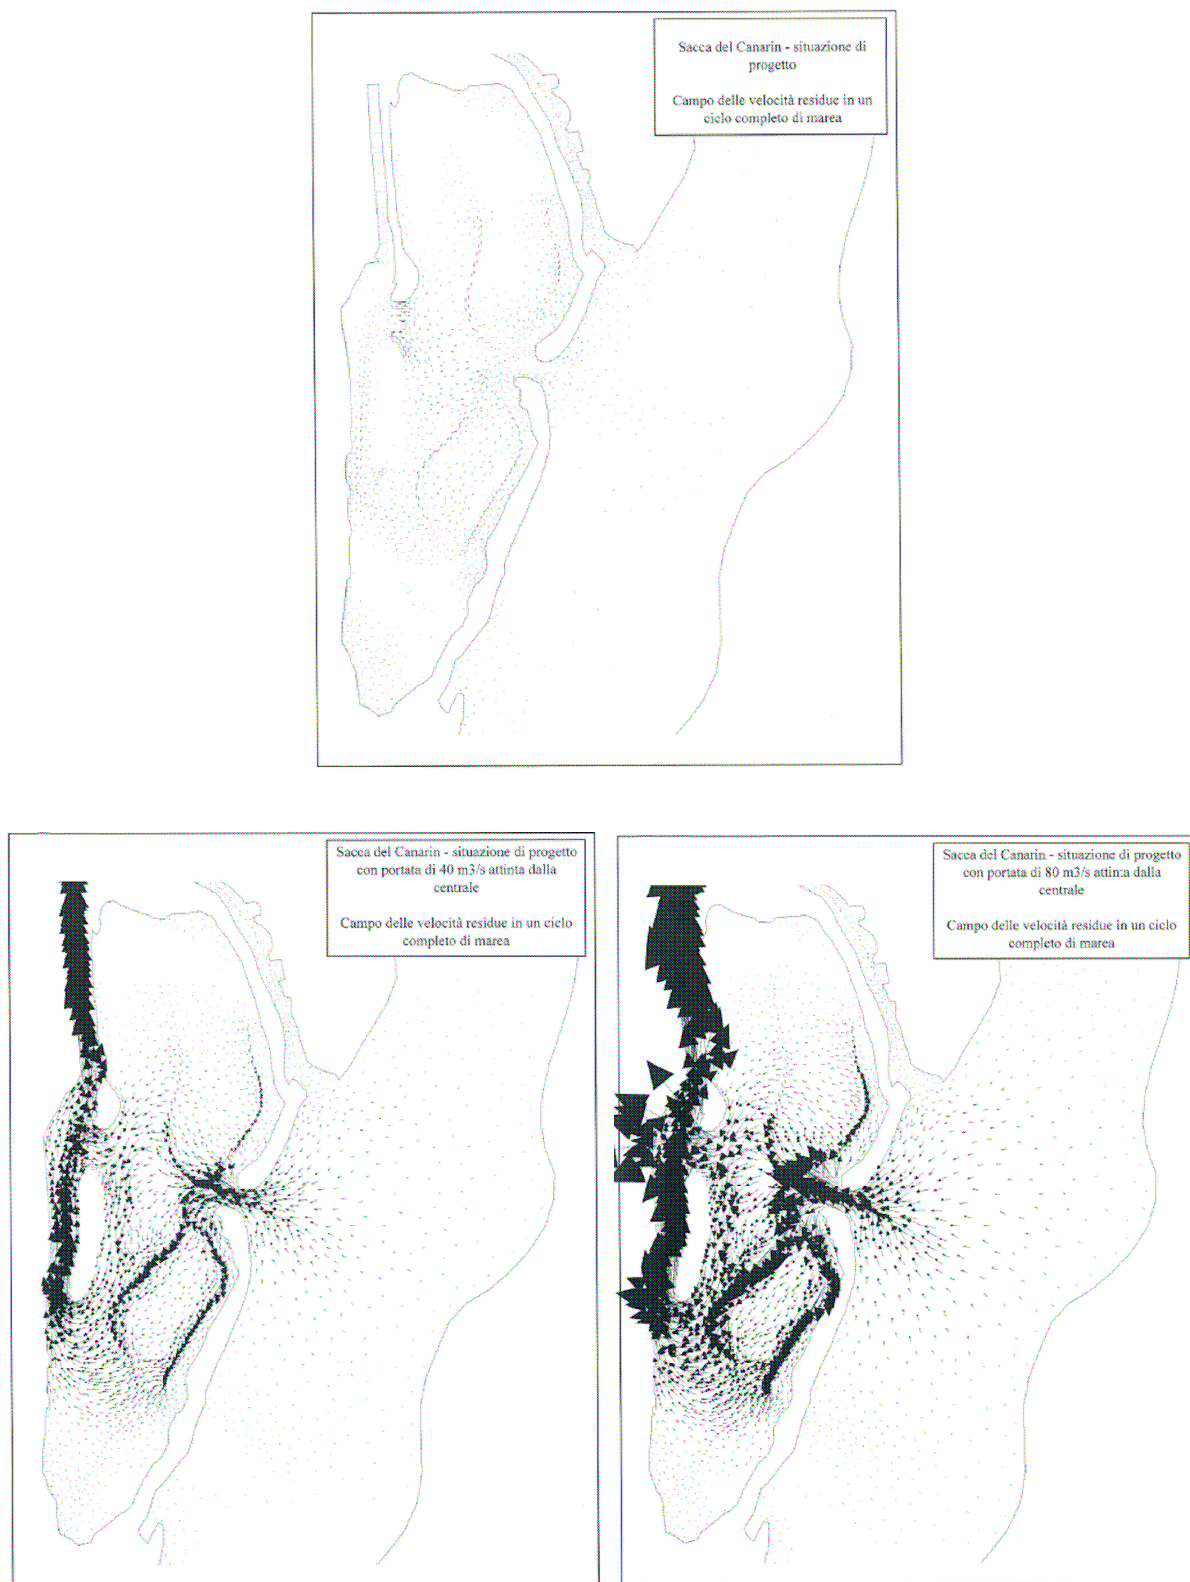 Sacca del Canarin - situazione di
progetto
Campo delle velocità residue in un
ciclo completo di marea
Sacca del Canarin - situazione di progetto
con portata di 40 m3/s attinta dalla
centrale
Campo delle velocità residue in un ciclo
completo di marea
Sacca del Canarin - situazione di progetto
con portata di 80 m3/s attinta dalla
centrale
Campo delle velocità residue in un ciclo
completo di marea